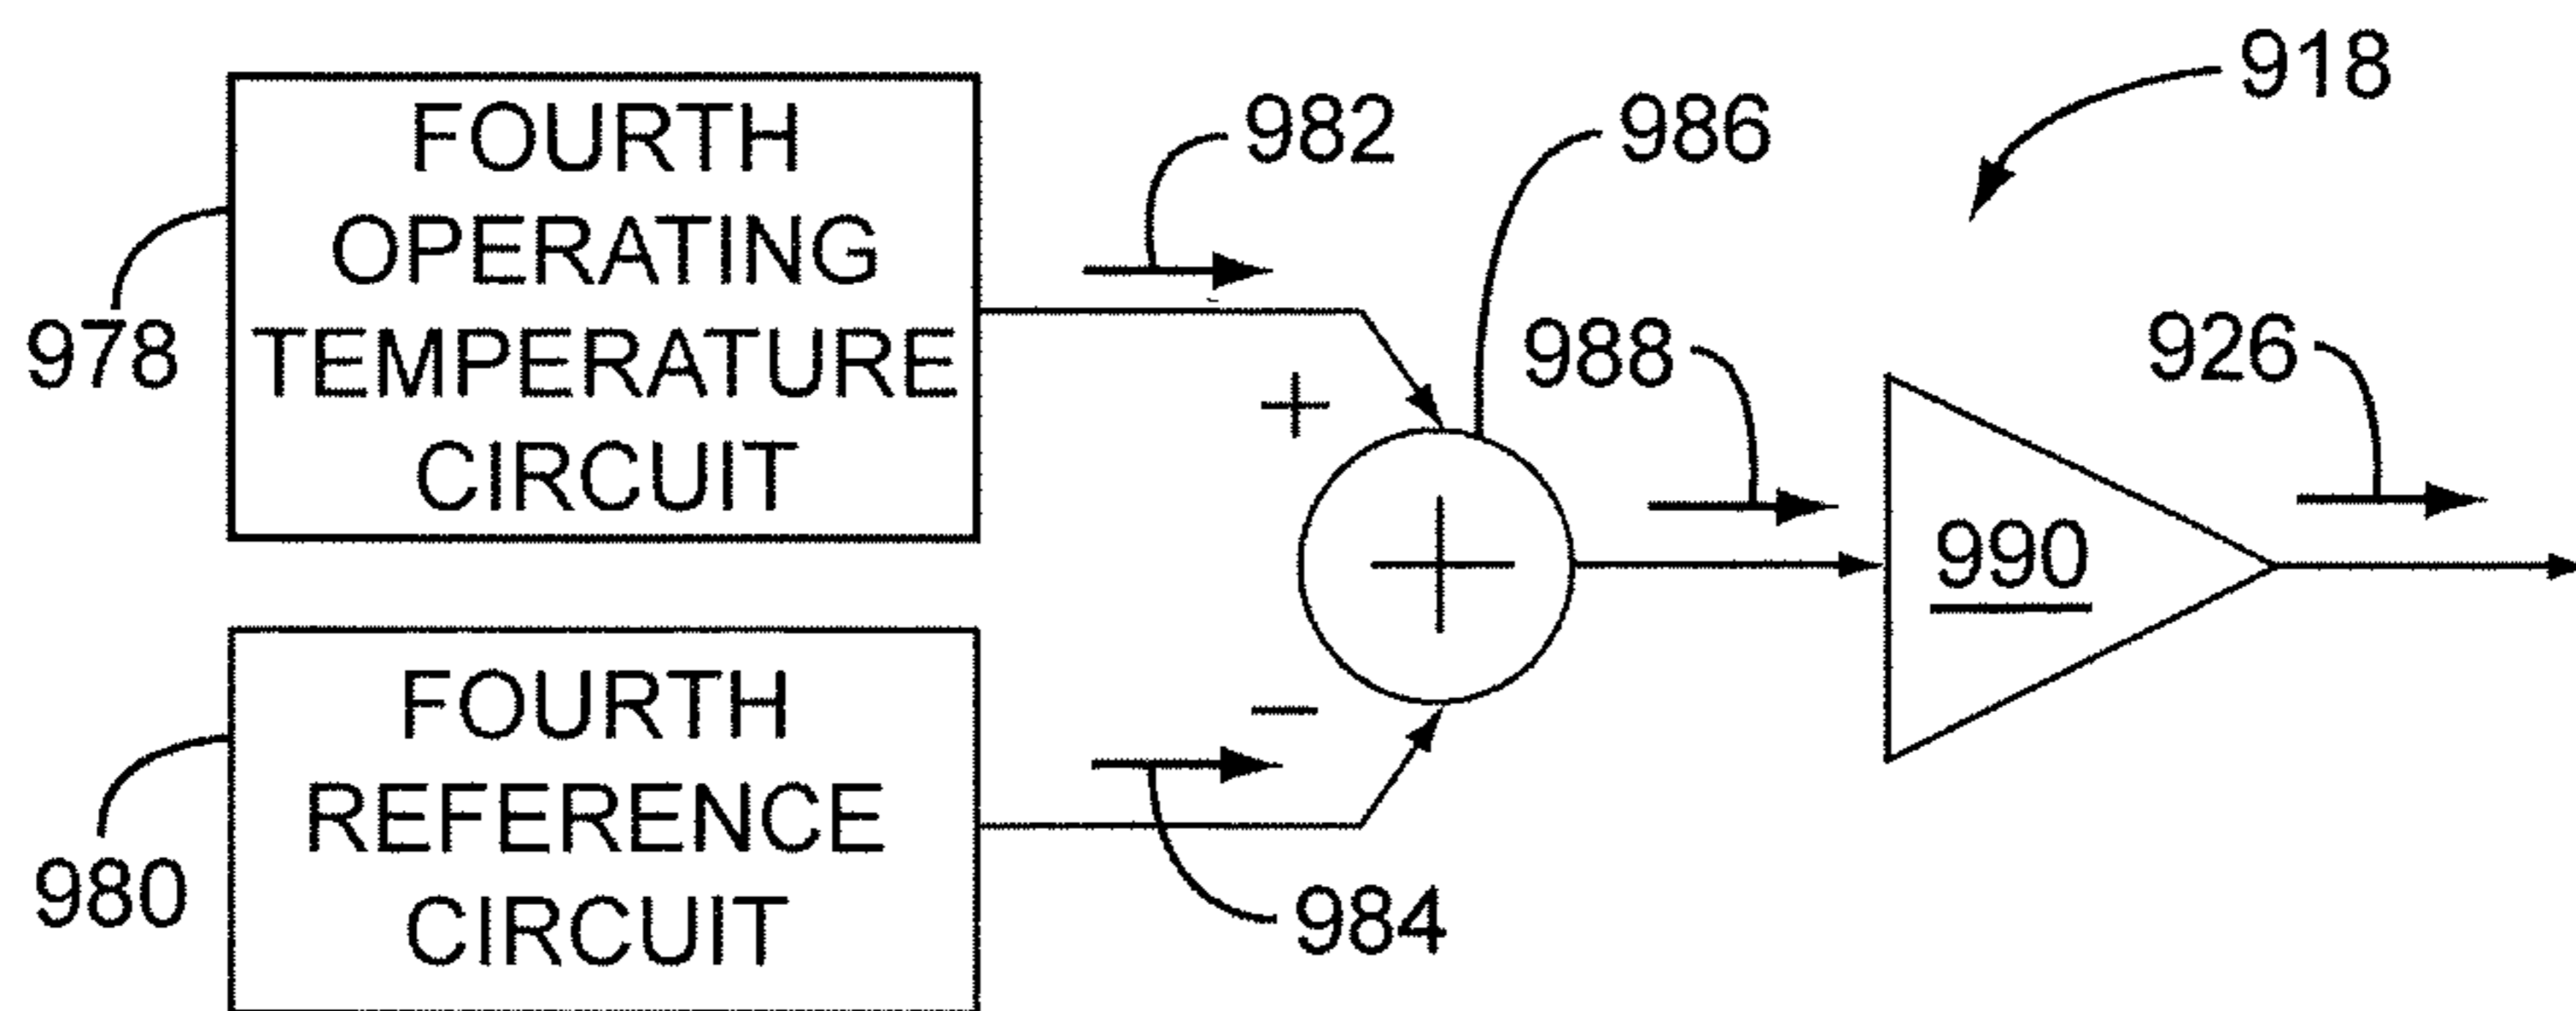 918
982
986
FOURTH
OPERATING
TEMPERATURE
CIRCUIT
978
988
926
+
+
990
−
FOURTH
REFERENCE
CIRCUIT
980
984